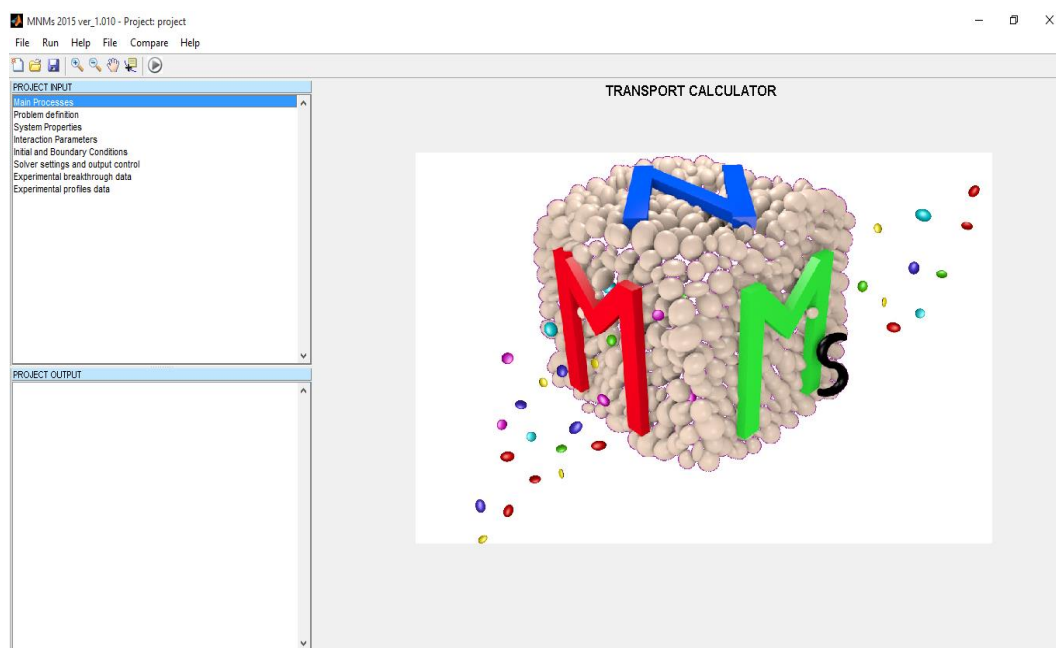 MNMs 2015 ver_1.010 - Project: project
File Run Help File Compare Help
PROJECT INPUT
Main Processes
Problem definition
System Properties
Interaction Parameters
Initial and Boundary Conditions
Solver settings and output control
Experimental breakthrough data
Experimental profiles data
PROJECT OUTPUT
TRANSPORT CALCULATOR
N
M M s